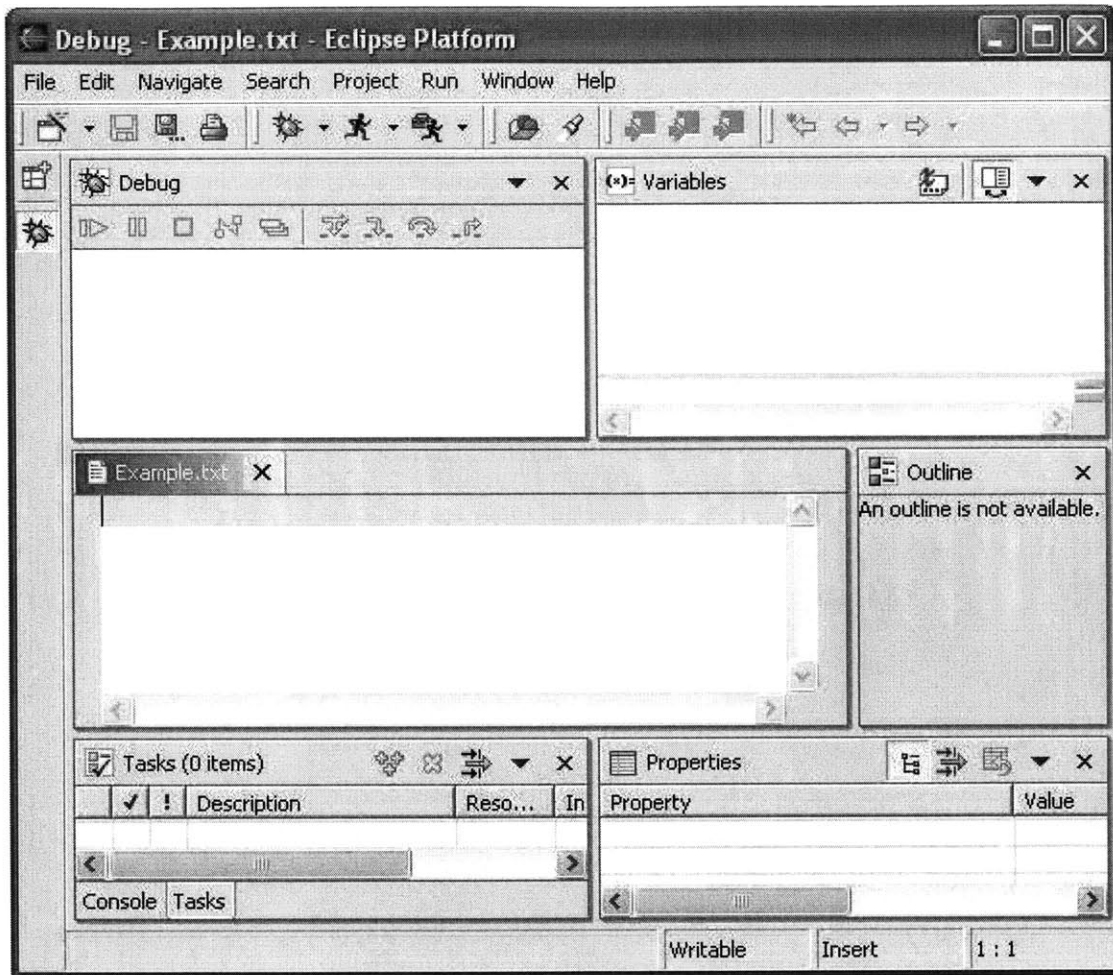 Debug - Example.txt - Eclipse Platform
File Edit Navigate Search Project Run Window Help
Debug
(x)= Variables
Example.txt
Outline
An outline is not available.
Tasks (0 items)
Properties
! Description Reso... In
Property Value
Console Tasks
Writable Insert 1 : 1